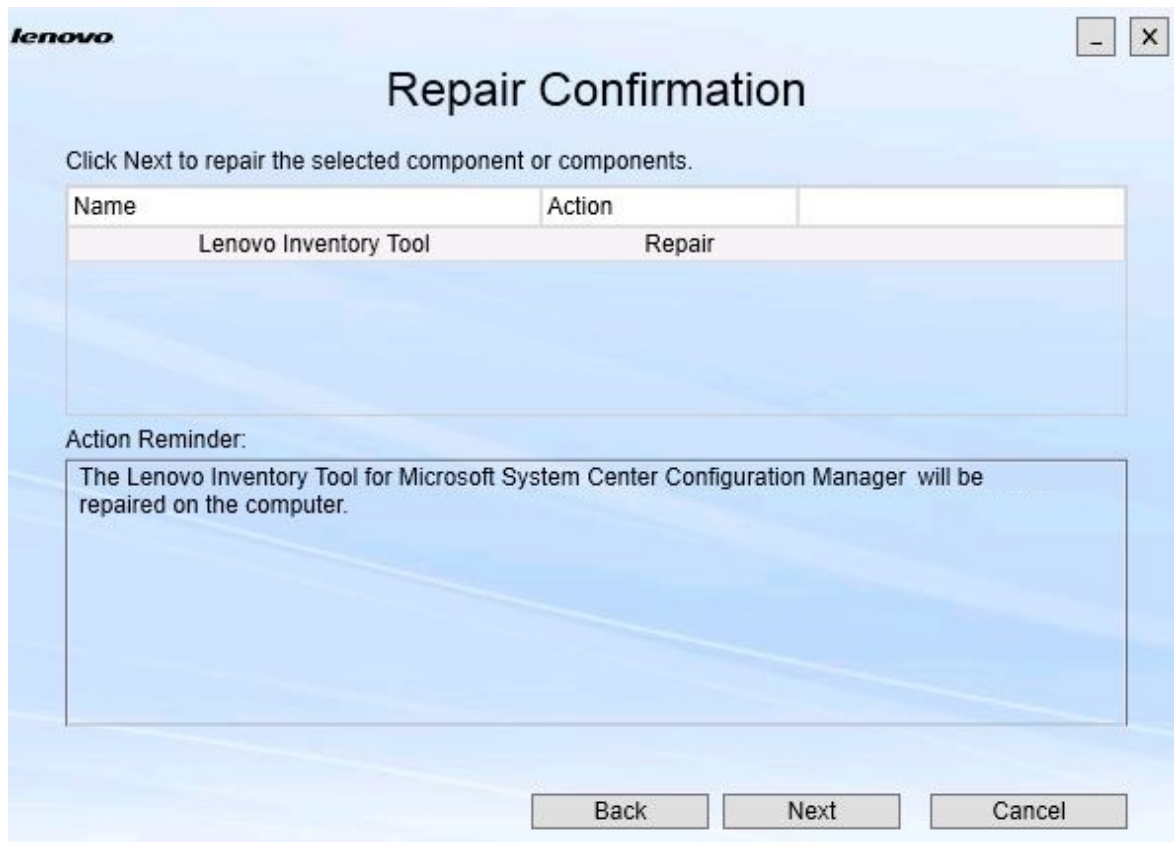 lenovo
_ X
Repair Confirmation
Click Next to repair the selected component or components.
Name Action
Lenovo Inventory Tool Repair
Action Reminder:
The Lenovo Inventory Tool for Microsoft System Center Configuration Manager will be
repaired on the computer.
Back Next Cancel